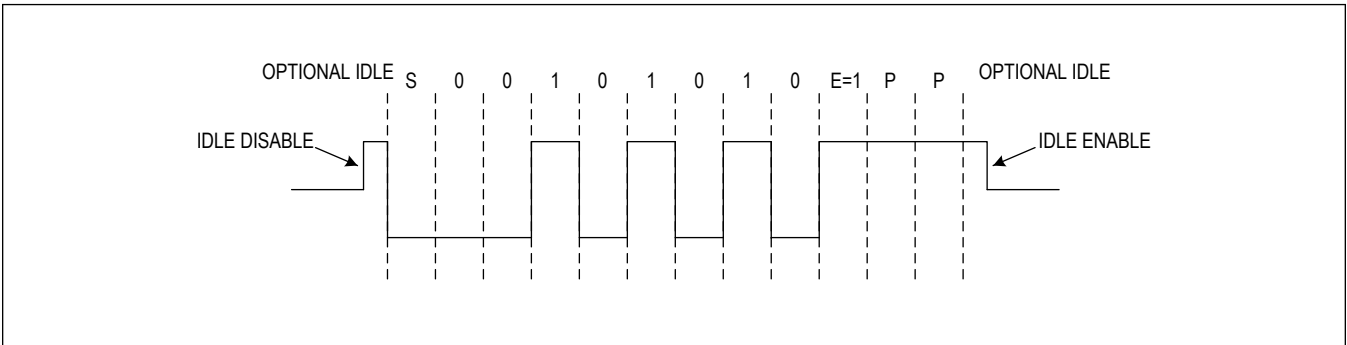 OPTIONAL IDLE S 0 0 1 0 1 0 1 0 E=1 P P OPTIONAL IDLE
IDLE DISABLE IDLE ENABLE